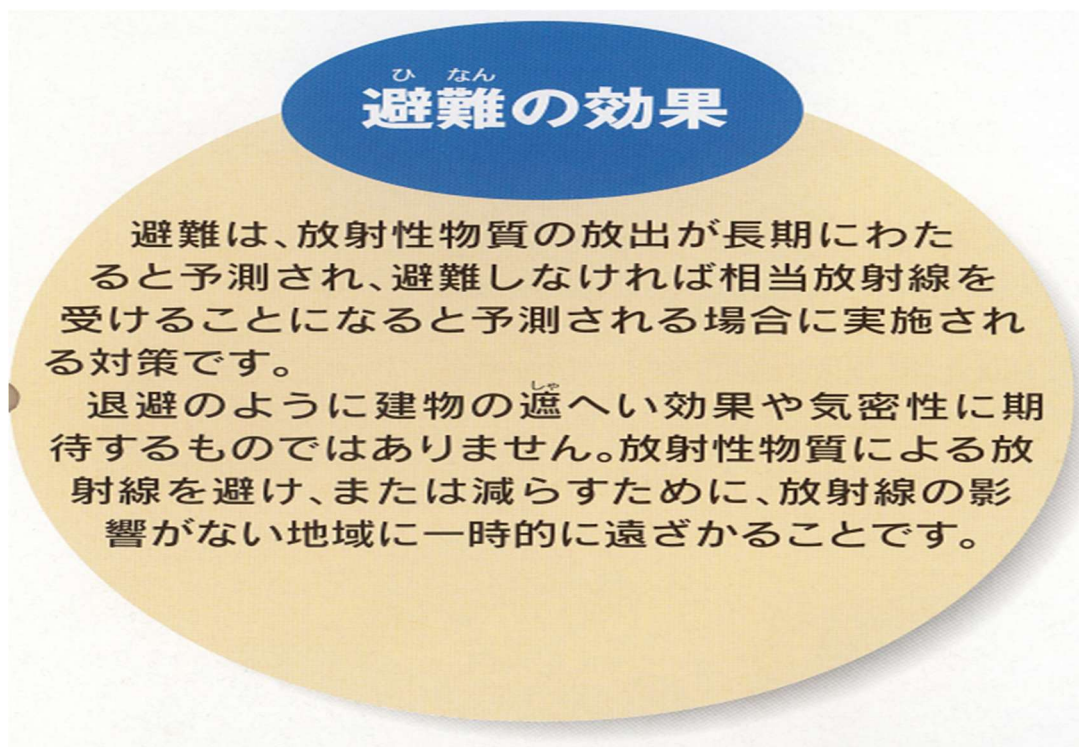 ひ なん
避難の効果
避難は、放射性物質の放出が長期にわた
ると予測され、避難しなければ相当放射線を
受けることになると予測される場合に実施され
る対策です。
しゃ
退避のように建物の遮へい効果や気密性に期
待するものではありません。放射性物質による放
射線を避け、または減らすために、放射線の影
響がない地域に一時的に遠ざかることです。